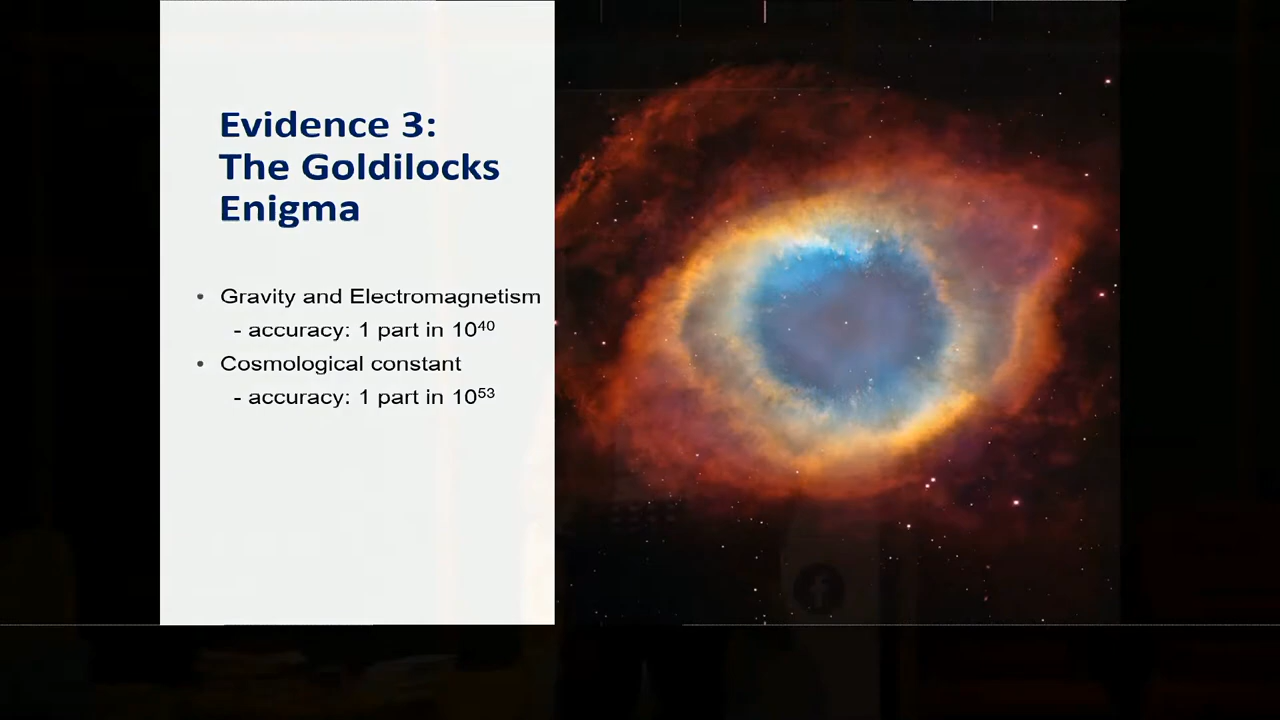 Evidence 3:
The Goldilocks
Enigma
• Gravity and Electromagnetism
- accuracy: 1 part in 10⁴⁰
• Cosmological constant
- accuracy: 1 part in 10⁵³